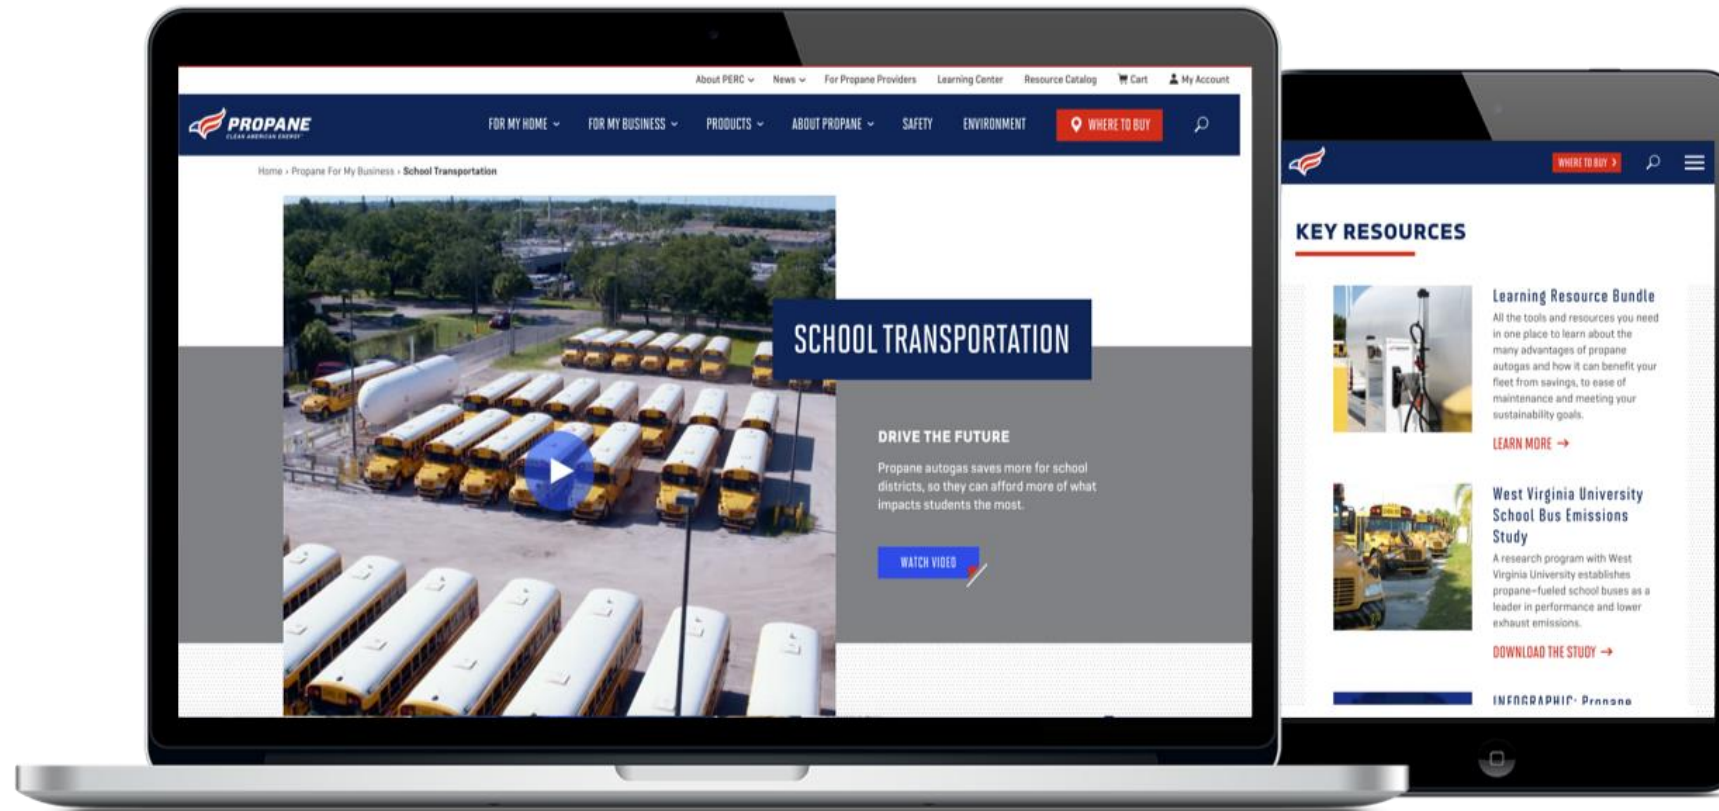 About PERC News For Propane Providers Learning Center Resource Catalog Cart My Account
PROPANE
CLEAN AMERICAN ENERGY
FOR MY HOME FOR MY BUSINESS PRODUCTS ABOUT PROPANE SAFETY ENVIRONMENT WHERE TO BUY
Home › Propane For My Business › School Transportation
SCHOOL TRANSPORTATION
DRIVE THE FUTURE
Propane autogas saves more for school
districts, so they can afford more of what
impacts students the most.
WATCH VIDEO
WHERE TO BUY
KEY RESOURCES
Learning Resource Bundle
All the tools and resources you need
in one place to learn about the
many advantages of propane
autogas and how it can benefit your
fleet from savings, to ease of
maintenance and meeting your
sustainability goals.
LEARN MORE →
West Virginia University
School Bus Emissions
Study
A research program with West
Virginia University establishes
propane-fueled school buses as a
leader in performance and lower
exhaust emissions.
DOWNLOAD THE STUDY →
INFOGRAPHIC: Propane